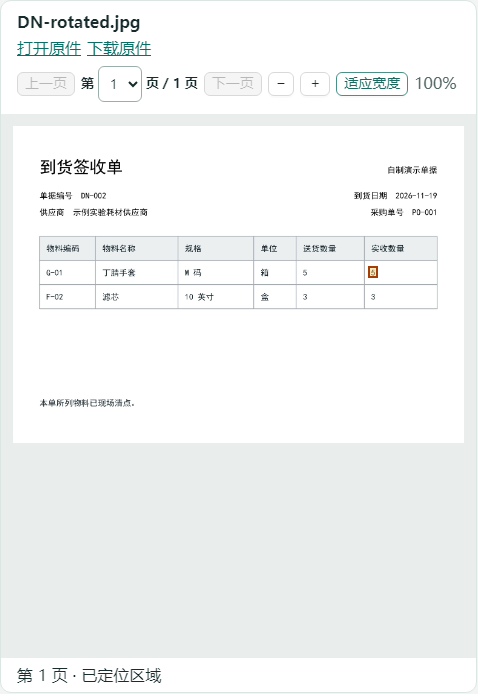 DN-rotated.jpg
打开原件 下载原件
上一页 第 1 页 / 1 页 下一页 − + 适应宽度 100%
到货签收单 自制演示单据
单据编号 DN-002 到货日期 2026-11-19
供应商 示例实验耗材供应商 采购单号 PO-001
物料编码 物料名称 规格 单位 送货数量 实收数量
G-01 丁腈手套 M 码 箱 5
F-02 滤芯 10 英寸 盒 3 3
本单所列物料已现场清点。
第 1 页 · 已定位区域